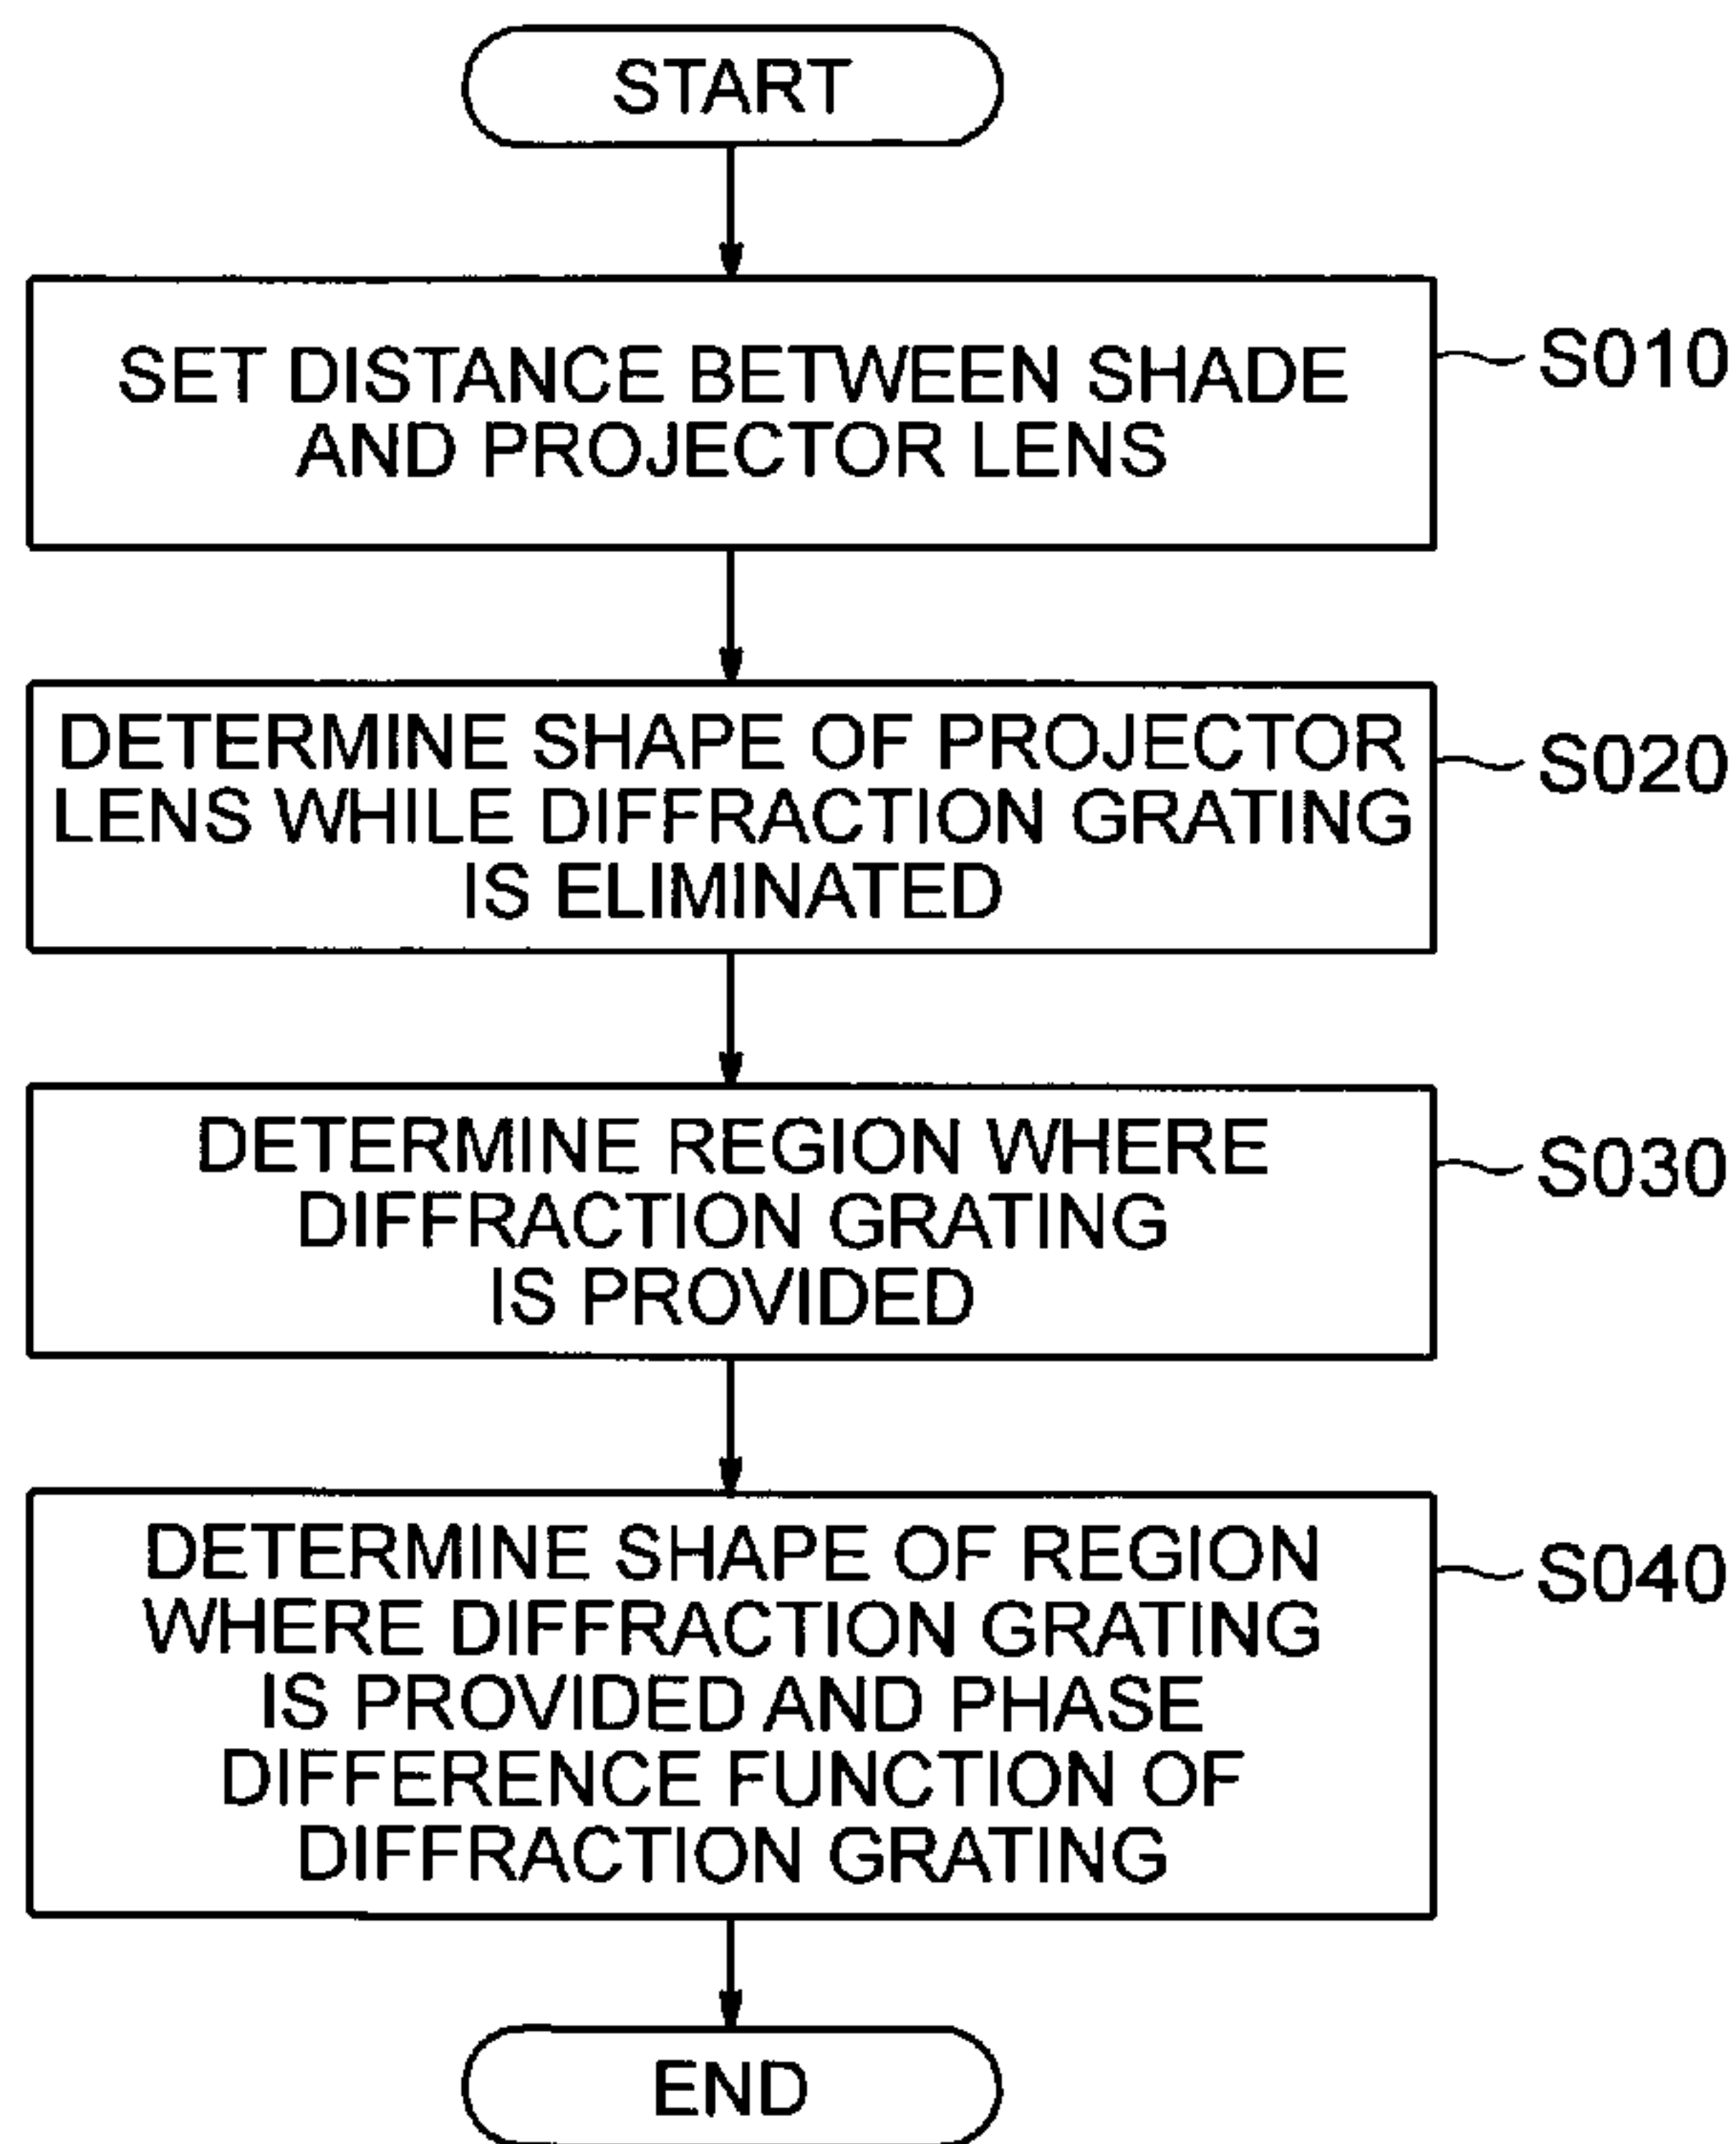 START
SET DISTANCE BETWEEN SHADE
AND PROJECTOR LENS
S010
DETERMINE SHAPE OF PROJECTOR
LENS WHILE DIFFRACTION GRATING
IS ELIMINATED
S020
DETERMINE REGION WHERE
DIFFRACTION GRATING
IS PROVIDED
S030
DETERMINE SHAPE OF REGION
WHERE DIFFRACTION GRATING
IS PROVIDED AND PHASE
DIFFERENCE FUNCTION OF
DIFFRACTION GRATING
S040
END